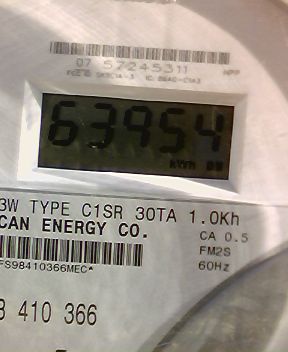 07 57245311
63954
KWH
3W TYPE C1SR 30TA 1.0Kh
CAN ENERGY CO.
CA 0.5
FM2S
60Hz
FS98410366MEC*
410 366